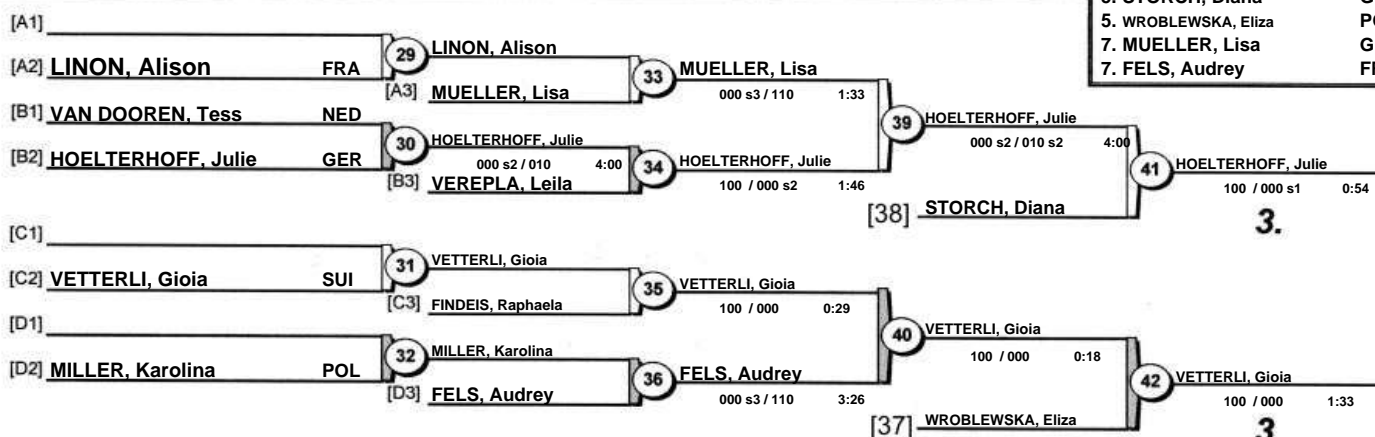 5. WROBLEWSKA, Eliza
7. MUELLER, Lisa G
7. FELS, Audrey
[A1]
[A2] LINON, Alison FRA
29
LINON, Alison
[A3] MUELLER, Lisa
33
MUELLER, Lisa
000 s3 / 110 1:33
[B1] VAN DOOREN, Tess NED
[B2] HOELTERHOFF, Julie GER
30
HOELTERHOFF, Julie
000 s2 / 010 4:00
[B3] VEREPLA, Leila
34
HOELTERHOFF, Julie
100 / 000 s2 1:46
39
HOELTERHOFF, Julie
000 s2 / 010 s2 4:00
[38] STORCH, Diana
41
HOELTERHOFF, Julie
100 / 000 s1 0:54
3.
[C1]
[C2] VETTERLI, Gioia SUI
31
VETTERLI, Gioia
[C3] FINDEIS, Raphaela
35
VETTERLI, Gioia
100 / 000 0:29
[D1]
[D2] MILLER, Karolina POL
32
MILLER, Karolina
[D3] FELS, Audrey
36
FELS, Audrey
000 s3 / 110 3:26
40
VETTERLI, Gioia
100 / 000 0:18
[37] WROBLEWSKA, Eliza
42
VETTERLI, Gioia
100 / 000 1:33
3